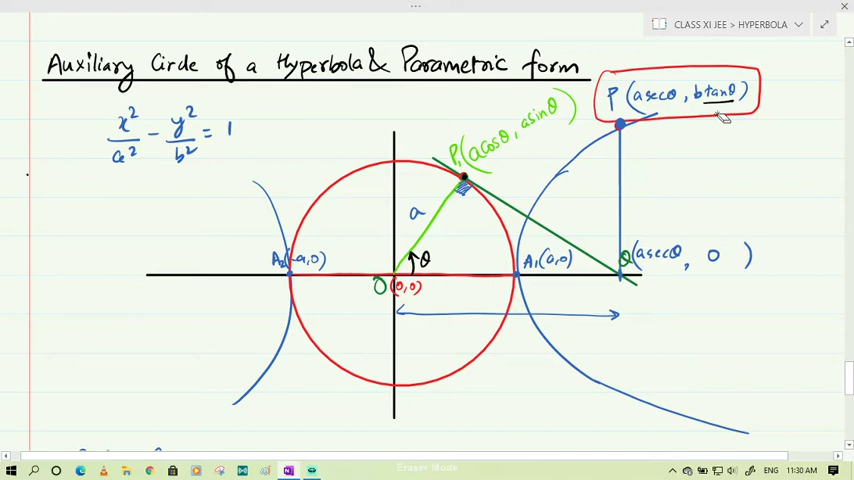 CLASS XI JEE > HYPERBOLA
Auxiliary Circle of a Hyperbola & Parametric form
P (a secθ, b tanθ)
x²/a² − y²/b² = 1
P₁ (a cosθ, a sinθ)
a
θ
A₂(-a,0)
A₁(a,0)
Q(a secθ, 0)
O (0,0)
Eraser Mode
ENG
11:30 AM